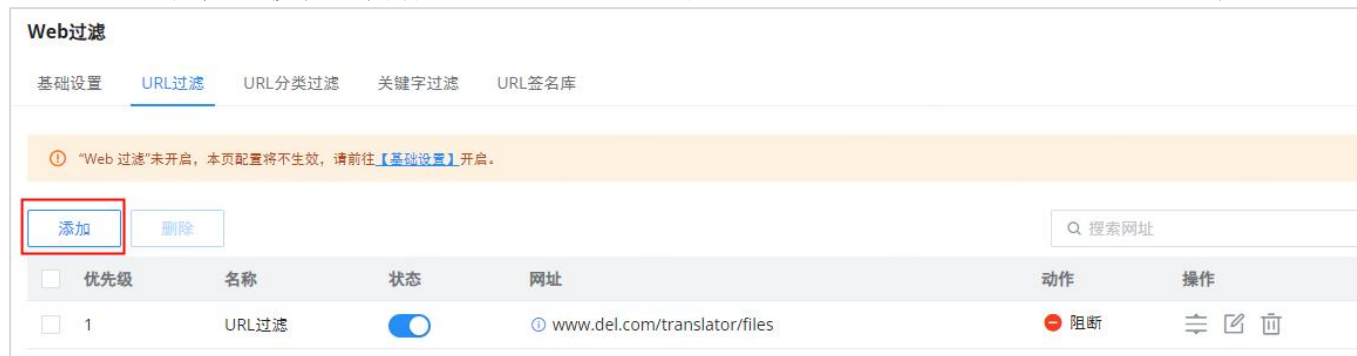 Web过滤
基础设置 URL过滤 URL分类过滤 关键字过滤 URL签名库
“Web 过滤”未开启，本页配置将不生效，请前往【基础设置】开启。
添加 删除 搜索网址
优先级 名称 状态 网址 动作 操作
1 URL过滤 www.del.com/translator/files 阻断